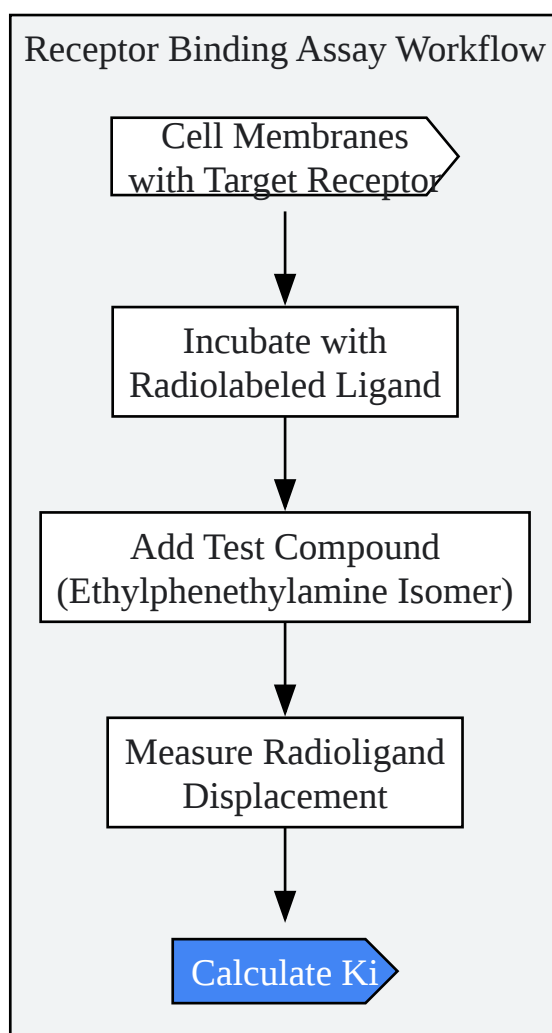 Receptor Binding Assay Workflow
Cell Membranes
with Target Receptor
Incubate with
Radiolabeled Ligand
Add Test Compound
(Ethylphenethylamine Isomer)
Measure Radioligand
Displacement
Calculate Ki